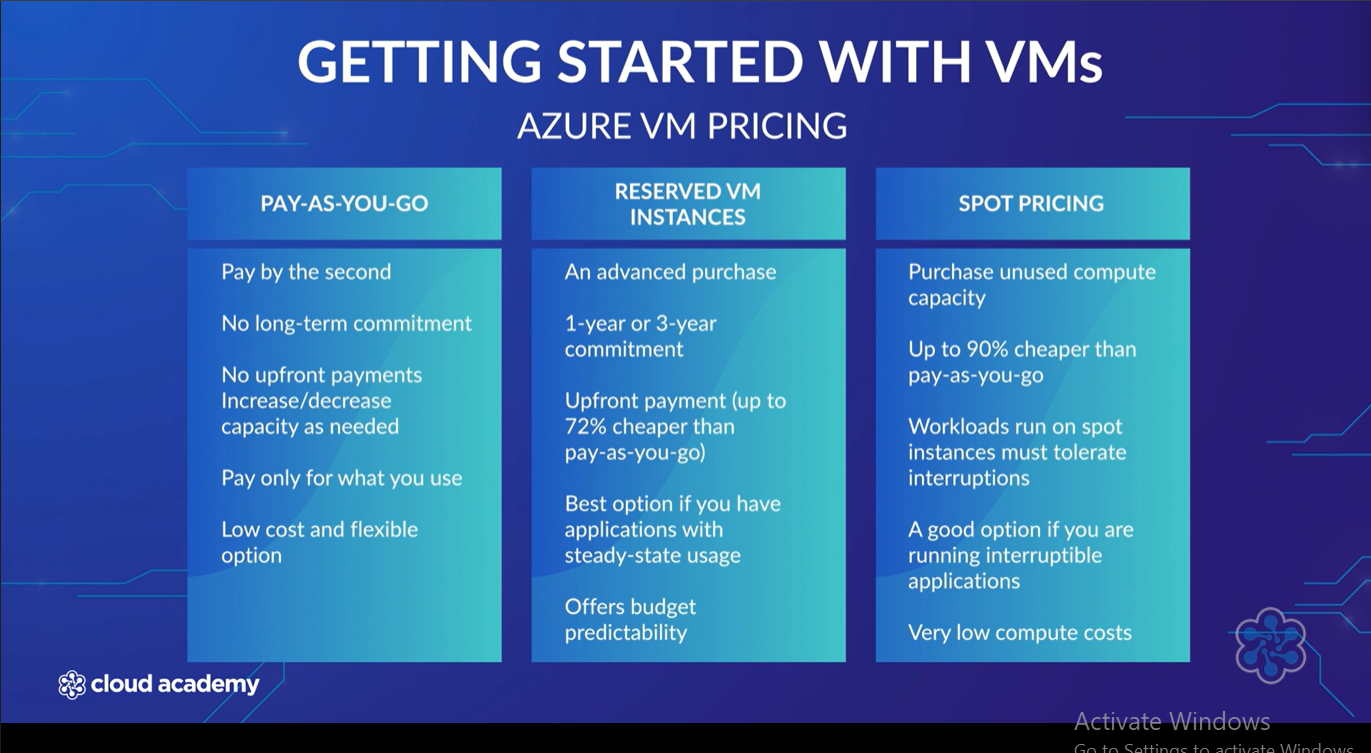 GETTING STARTED WITH VMs
AZURE VM PRICING
PAY-AS-YOU-GO
Pay by the second
No long-term commitment
No upfront payments
Increase/decrease
capacity as needed
Pay only for what you use
Low cost and flexible
option
RESERVED VM
INSTANCES
An advanced purchase
1-year or 3-year
commitment
Upfront payment (up to
72% cheaper than
pay-as-you-go)
Best option if you have
applications with
steady-state usage
Offers budget
predictability
SPOT PRICING
Purchase unused compute
capacity
Up to 90% cheaper than
pay-as-you-go
Workloads run on spot
instances must tolerate
interruptions
A good option if you are
running interruptible
applications
Very low compute costs
cloud academy
Activate Windows
Go to Settings to activate Windows.